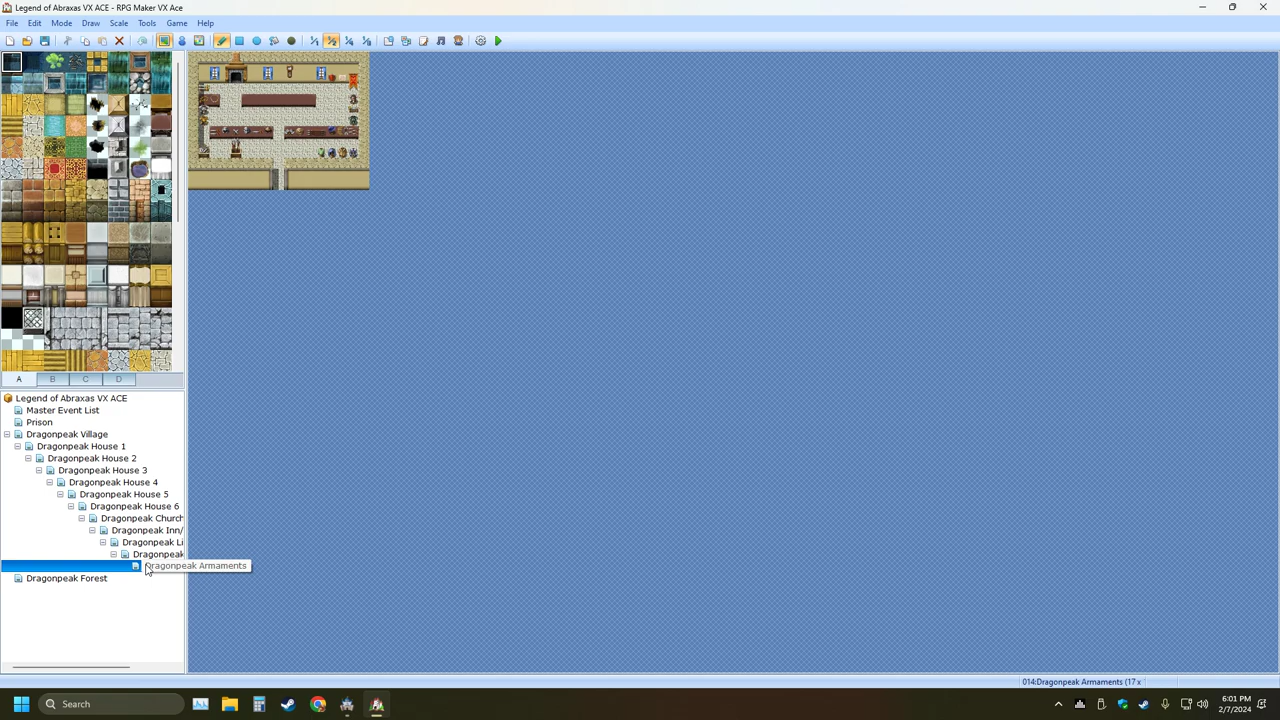 Legend of Abraxas VX ACE - RPG Maker VX Ace
File Edit Mode Draw Scale Tools Game Help
A B C D
Legend of Abraxas VX ACE
Master Event List
Prison
Dragonpeak Village
Dragonpeak House 1
Dragonpeak House 2
Dragonpeak House 3
Dragonpeak House 4
Dragonpeak House 5
Dragonpeak House 6
Dragonpeak Church
Dragonpeak Inn/
Dragonpeak Li
Dragonpeak
Dragonpeak Armaments
Dragonpeak Forest
014:Dragonpeak Armaments (17 x
Search
6:01 PM
2/7/2024